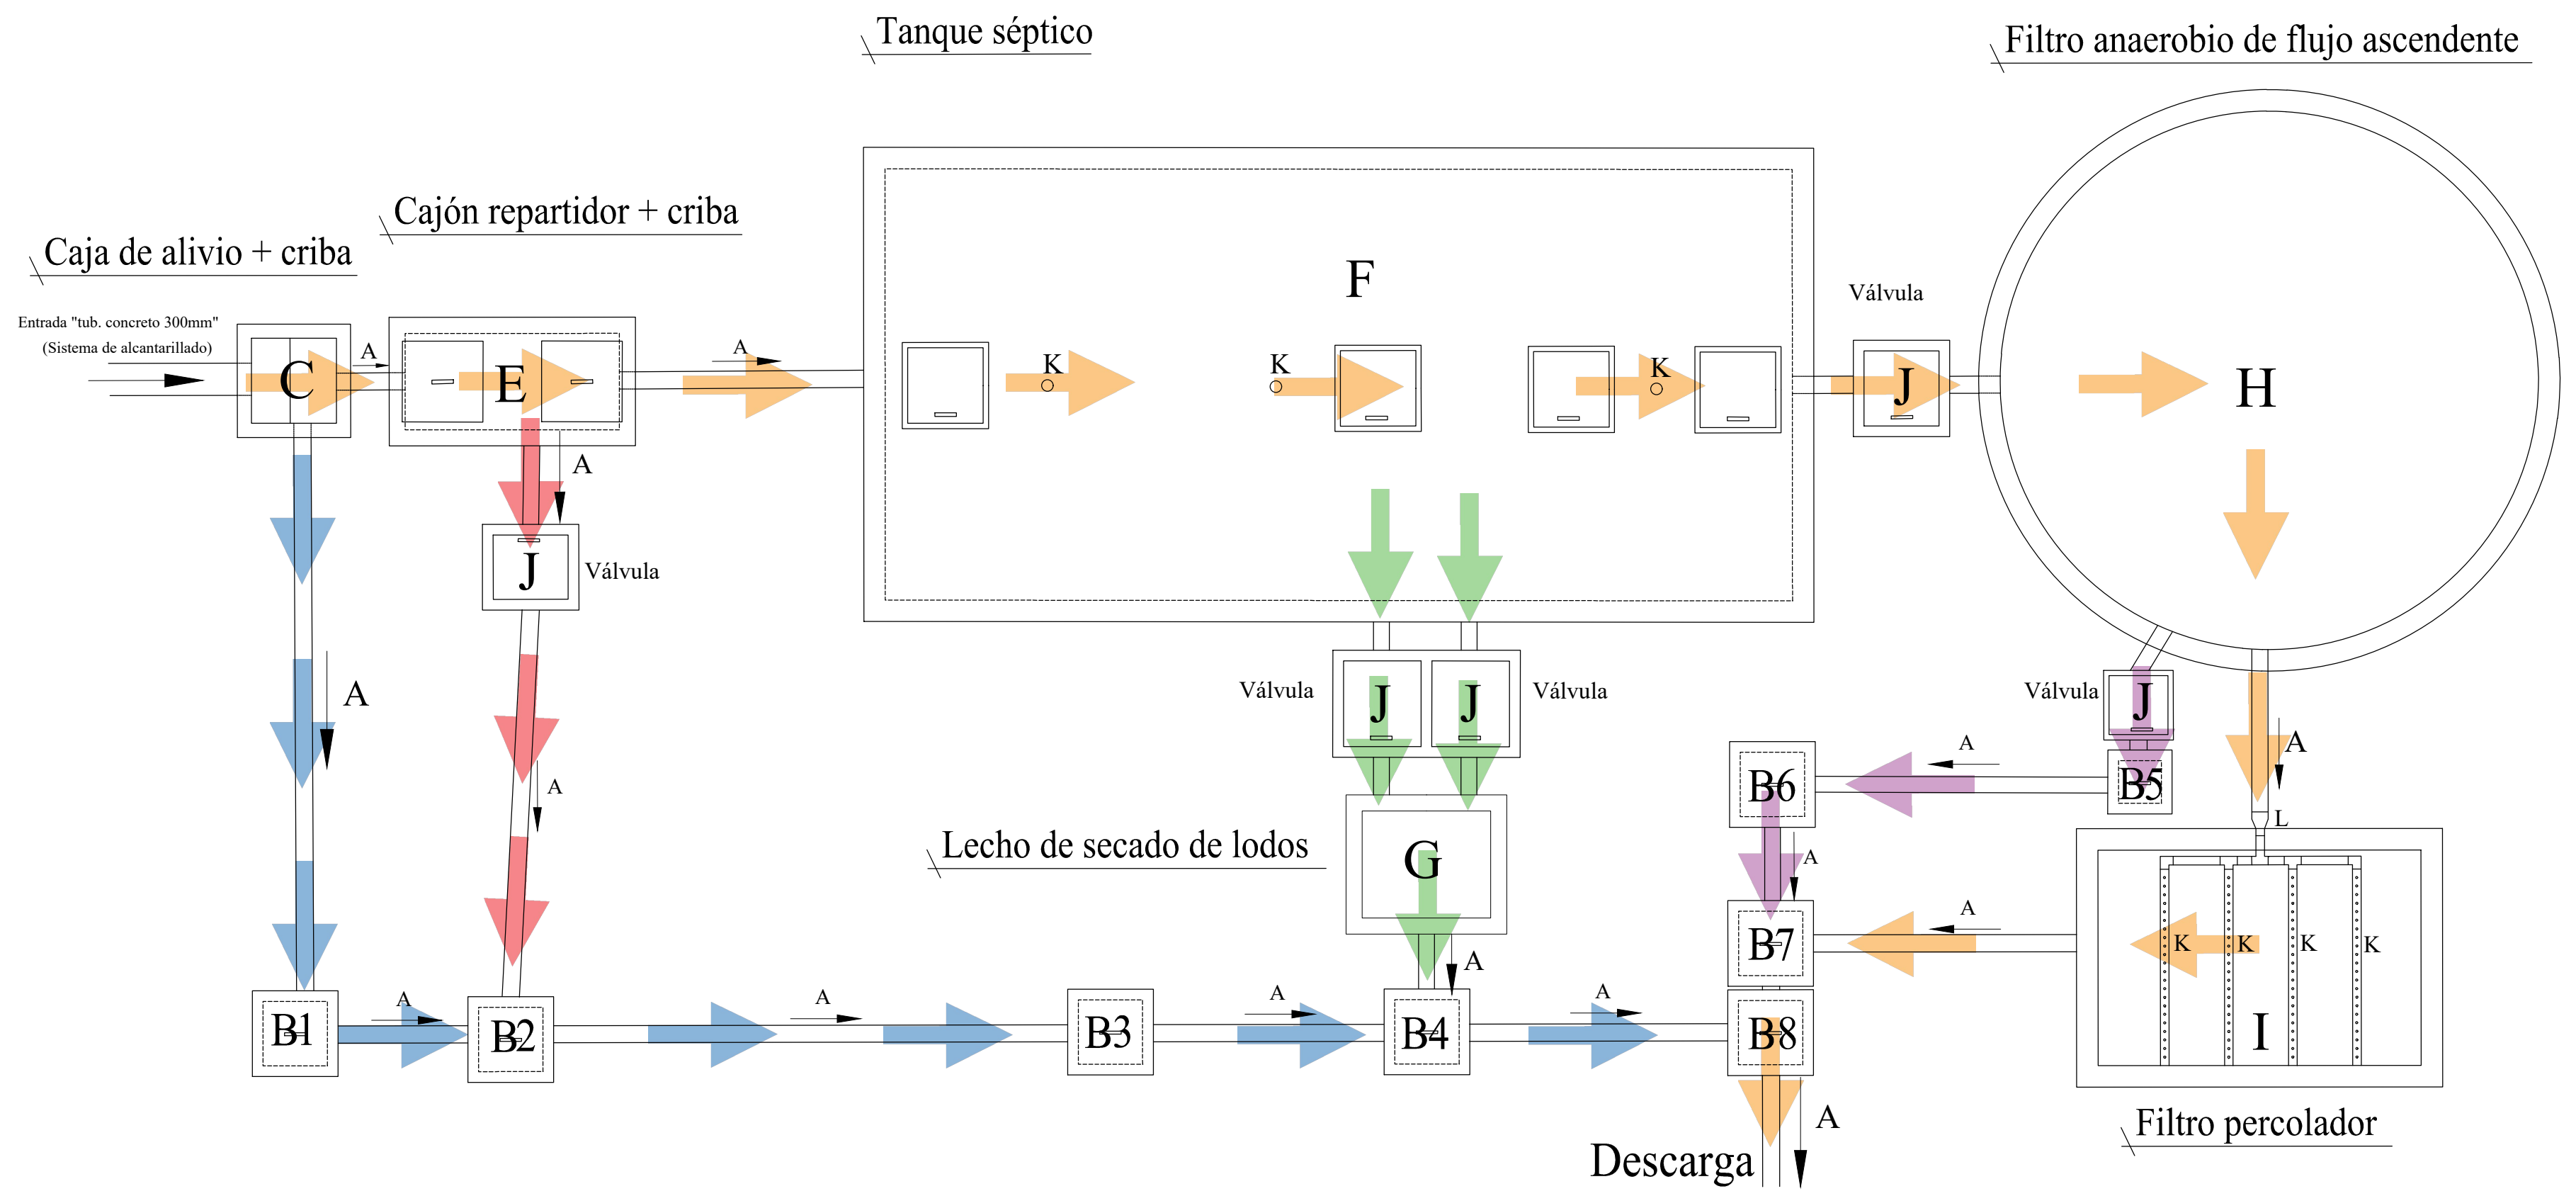 Tanque séptico
Filtro anaerobio de flujo ascendente
Cajón repartidor + criba
Caja de alivio + criba
Entrada "tub. concreto 300mm"
(Sistema de alcantarillado)
C
A
E
A
F
K
K
K
Válvula
J
H
A
J
Válvula
A
A
Válvula
J
J
Válvula
Válvula
J
A
B6
A
B5
L
Lecho de secado de lodos
G
A
A
B7
A
K
K
K
K
I
B1
A
B2
A
B3
A
B4
A
A
B8
A
Descarga
Filtro percolador